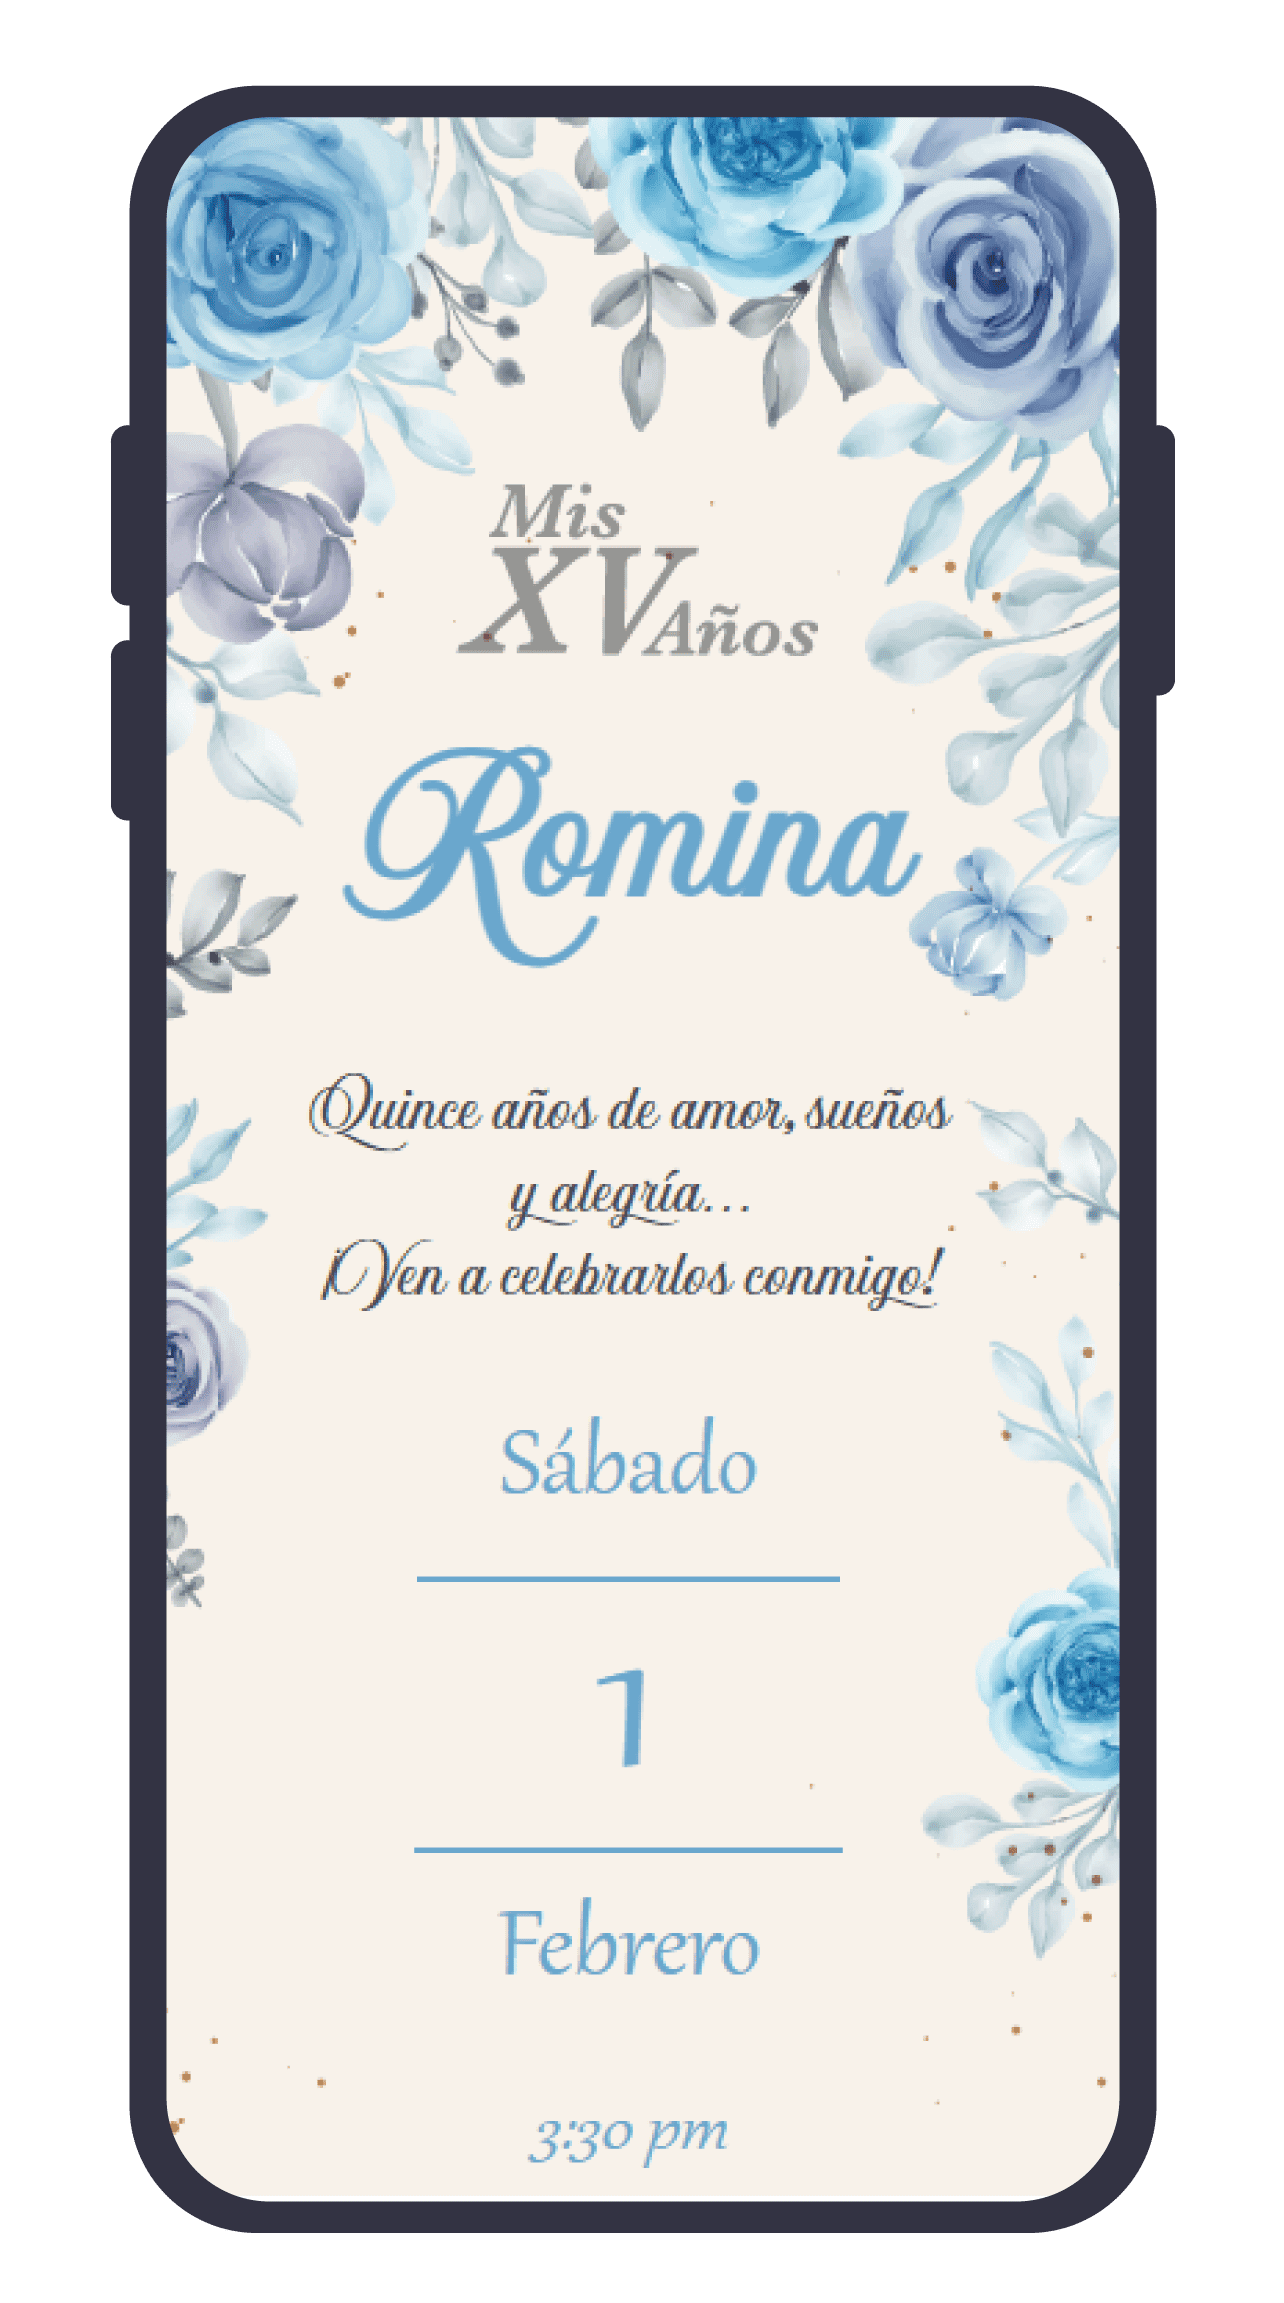 Mis
XV Años
Romina
Quince años de amor, sueños
y alegría...
¡Ven a celebrarlos conmigo!
Sábado
1
Febrero
3:30 pm